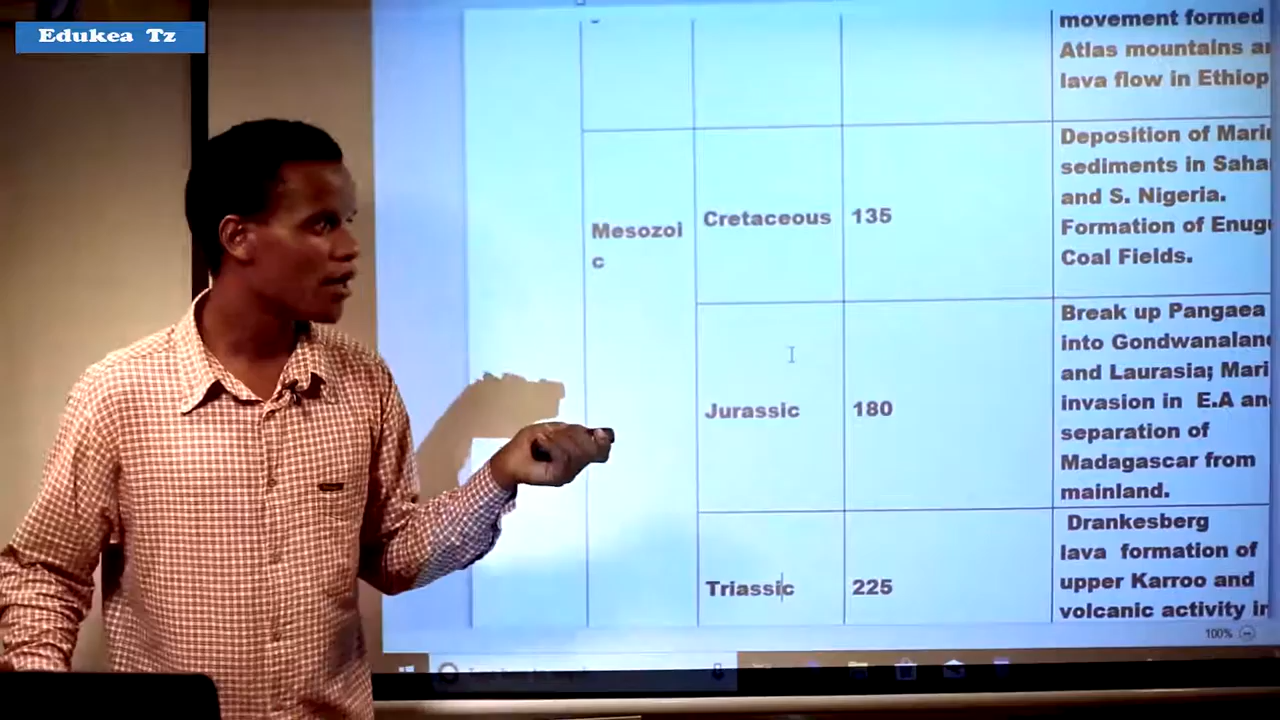 Edukea Tz
movement formed
Atlas mountains
lava flow in
Mesozoi
c
Cretaceous
135
Deposition of
sediments in
and S. Nigeria.
Formation of
Coal Fields.
Jurassic
180
Break up Pangaea
into
and Laurasia;
invasion in E.A
separation of
Madagascar from
mainland.
Triassic
225
Drankesberg
lava formation of
upper Karroo and
volcanic activity
100%